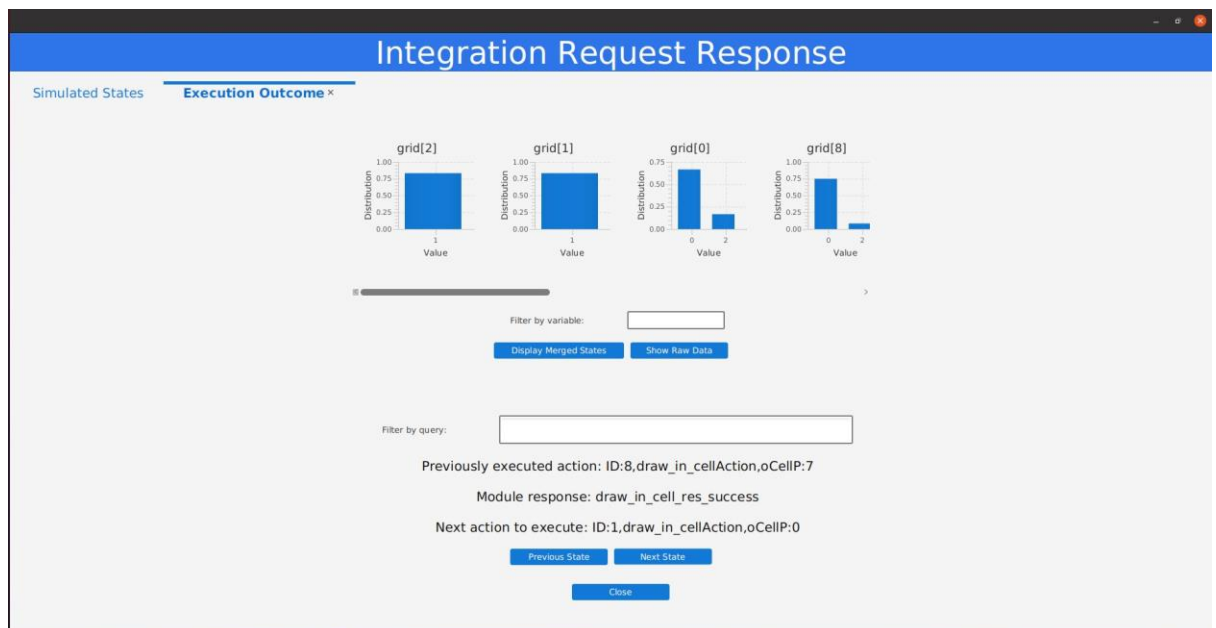 Integration Request Response
Simulated States Execution Outcome ×
grid[2] grid[1] grid[0] grid[8]
1.00 1.00 0.75 1.00
0.75 0.75 0.50 0.75
0.50 0.50 0.25 0.50
0.25 0.25 0.00 0.25
0.00 0.00 0.00
Distribution Distribution Distribution Distribution
1 1 0 2 0 2
Value Value Value Value
Filter by variable:
Display Merged States Show Raw Data
Filter by query:
Previously executed action: ID:8,draw_in_cellAction,oCellP:7
Module response: draw_in_cell_res_success
Next action to execute: ID:1,draw_in_cellAction,oCellP:0
Previous State Next State
Close